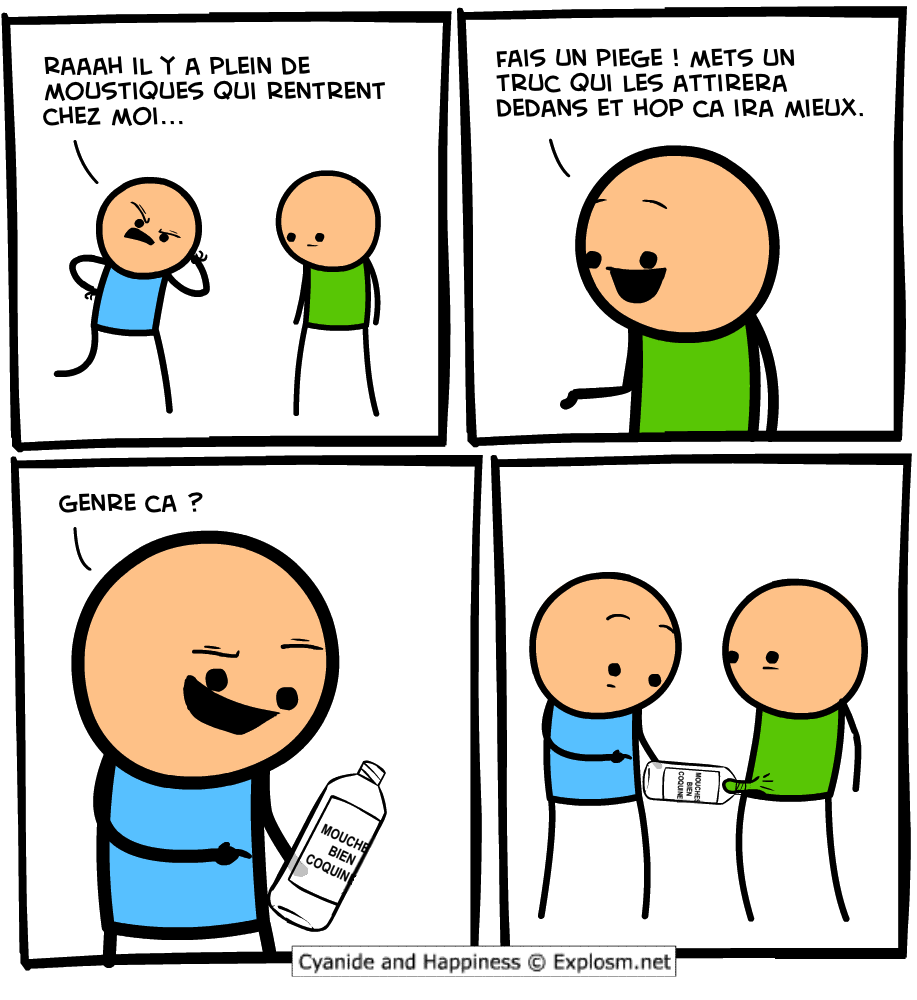 RAAAH IL Y A PLEIN DE
MOUSTIQUES QUI RENTRENT
CHEZ MOI...
FAIS UN PIEGE ! METS UN
TRUC QUI LES ATTIRERA
DEDANS ET HOP CA IRA MIEUX.
GENRE CA ?
MOUCHE
BIEN
COQUINE
MOUCHE
BIEN
COQUINE
Cyanide and Happiness © Explosm.net